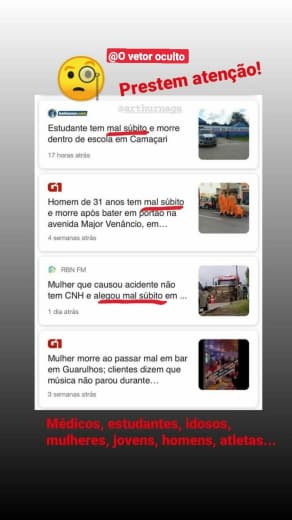 @O vetor oculto
Prestem atenção!
@arthurnaga
Estudante tem mal súbito e morre
dentro de escola em Camaçari
17 horas atrás
G1
Homem de 31 anos tem mal súbito
e morre após bater em portão na
avenida Major Venâncio, em...
4 semanas atrás
RBN FM
Mulher que causou acidente não
tem CNH e alegou mal súbito em ...
1 dia atrás
G1
Mulher morre ao passar mal em bar
em Guarulhos; clientes dizem que
música não parou durante...
3 semanas atrás
Médicos, estudantes, idosos,
mulheres, jovens, homens, atletas...